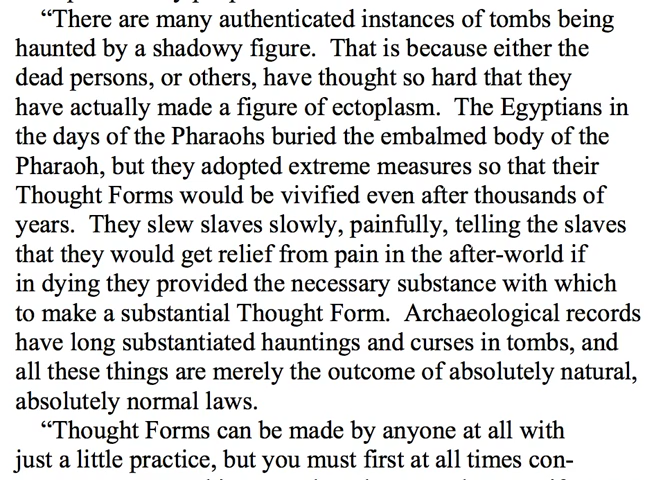 “There are many authenticated instances of tombs being
haunted by a shadowy figure. That is because either the
dead persons, or others, have thought so hard that they
have actually made a figure of ectoplasm. The Egyptians in
the days of the Pharaohs buried the embalmed body of the
Pharaoh, but they adopted extreme measures so that their
Thought Forms would be vivified even after thousands of
years. They slew slaves slowly, painfully, telling the slaves
that they would get relief from pain in the after-world if
in dying they provided the necessary substance with which
to make a substantial Thought Form. Archaeological records
have long substantiated hauntings and curses in tombs, and
all these things are merely the outcome of absolutely natural,
absolutely normal laws.
“Thought Forms can be made by anyone at all with
just a little practice, but you must first at all times con-